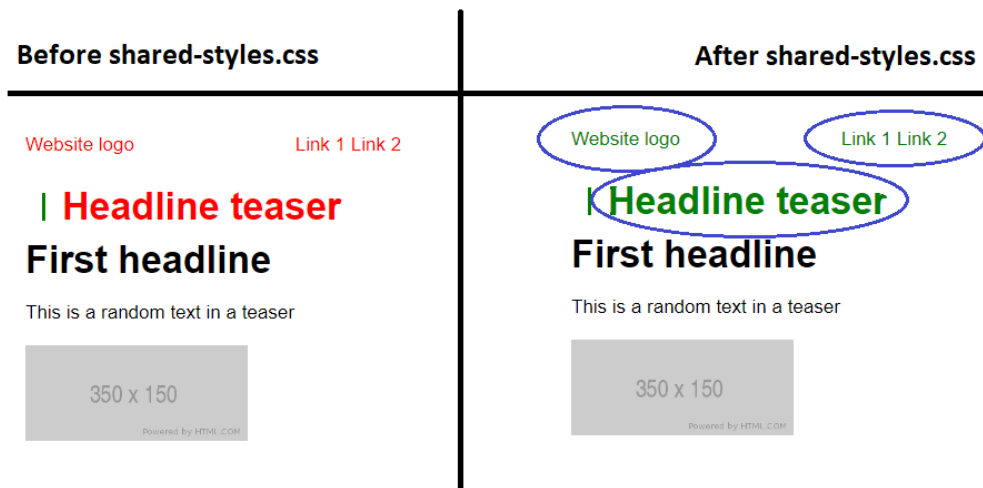 Before shared-styles.css
Website logo Link 1 Link 2
Headline teaser
First headline
This is a random text in a teaser
350 x 150
Powered by HTML.COM
After shared-styles.css
Website logo Link 1 Link 2
Headline teaser
First headline
This is a random text in a teaser
350 x 150
Powered by HTML.COM